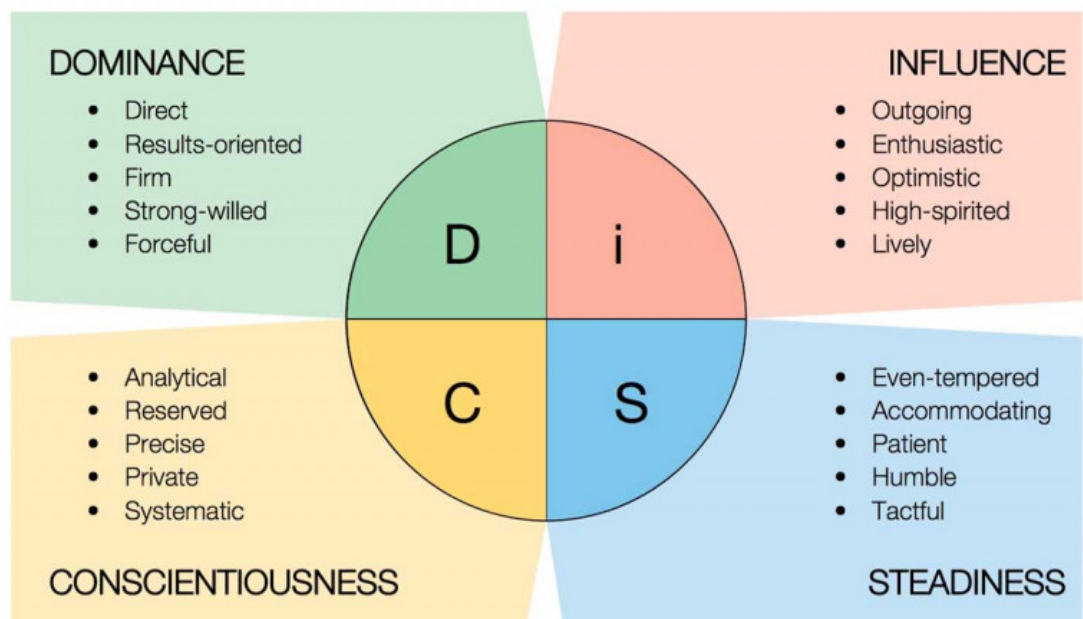 DOMINANCE
• Direct
• Results-oriented
• Firm
• Strong-willed
• Forceful
INFLUENCE
• Outgoing
• Enthusiastic
• Optimistic
• High-spirited
• Lively
D
i
C
S
• Analytical
• Reserved
• Precise
• Private
• Systematic
CONSCIENTIOUSNESS
• Even-tempered
• Accommodating
• Patient
• Humble
• Tactful
STEADINESS